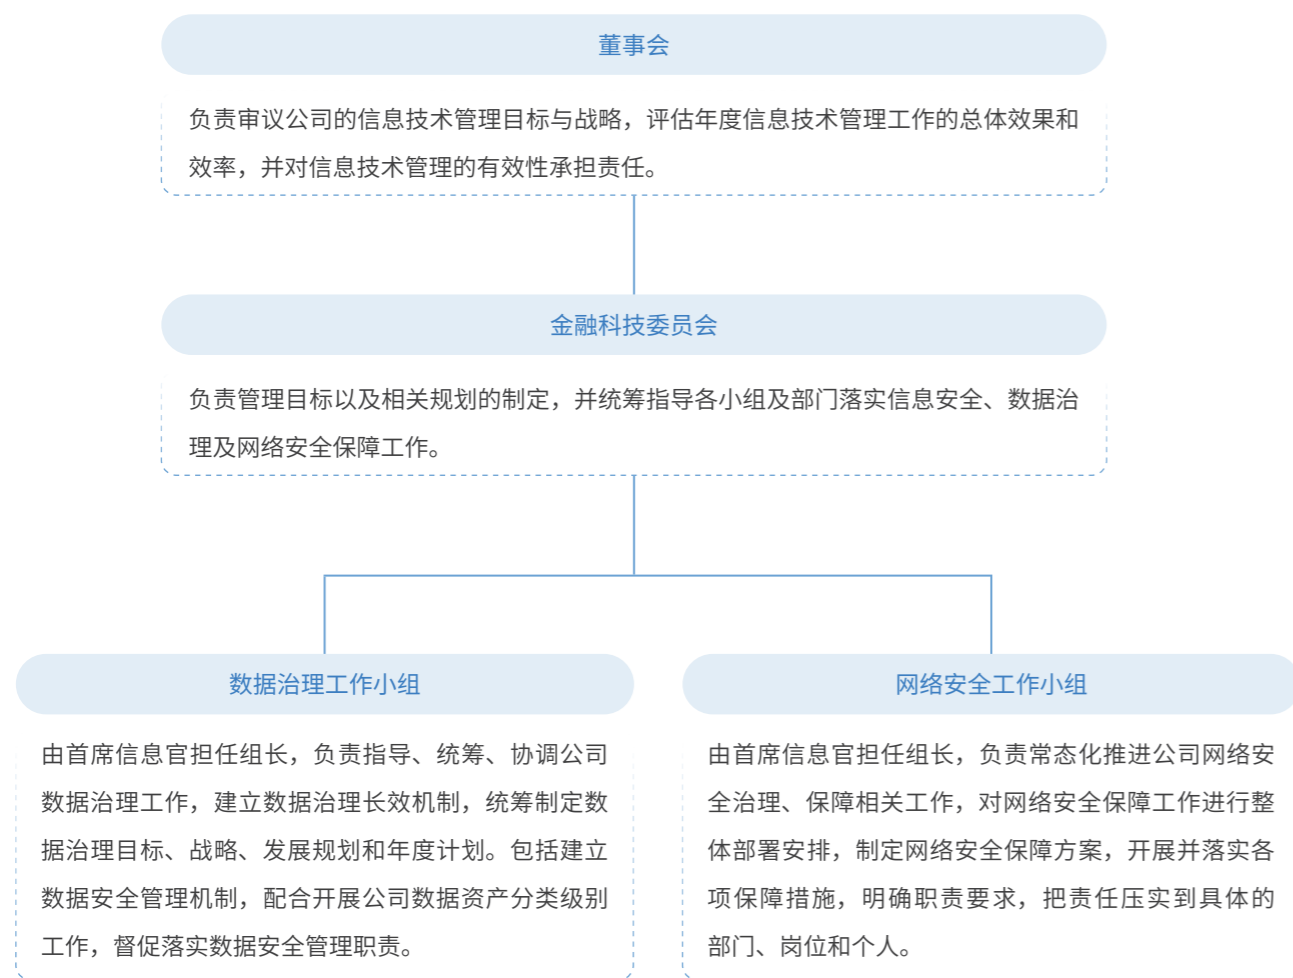 董事会
负责审议公司的信息技术管理目标与战略，评估年度信息技术管理工作的总体效果和
效率，并对信息技术管理的有效性承担责任。
金融科技委员会
负责管理目标以及相关规划的制定，并统筹指导各小组及部门落实信息安全、数据治
理及网络安全保障工作。
数据治理工作小组
由首席信息官担任组长，负责指导、统筹、协调公司
数据治理工作，建立数据治理长效机制，统筹制定数
据治理目标、战略、发展规划和年度计划。包括建立
数据安全管理机制，配合开展公司数据资产分类级别
工作，督促落实数据安全管理职责。
网络安全工作小组
由首席信息官担任组长，负责常态化推进公司网络安
全治理、保障相关工作，对网络安全保障工作进行整
体部署安排，制定网络安全保障方案，开展并落实各
项保障措施，明确职责要求，把责任压实到具体的
部门、岗位和个人。